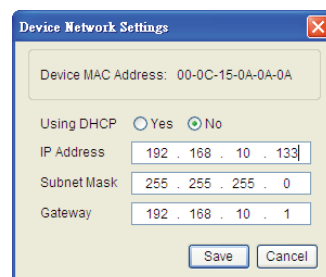 Device Network Settings
Device MAC Address: 00-0C-15-0A-0A-0A
Using DHCP Yes No
IP Address 192 . 168 . 10 . 133
Subnet Mask 255 . 255 . 255 . 0
Gateway 192 . 168 . 10 . 1
Save Cancel